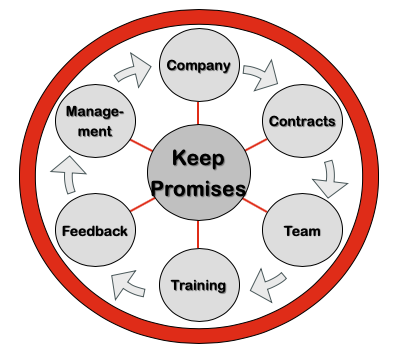 Company
Contracts
Team
Training
Feedback
Manage-
ment
Keep
Promises